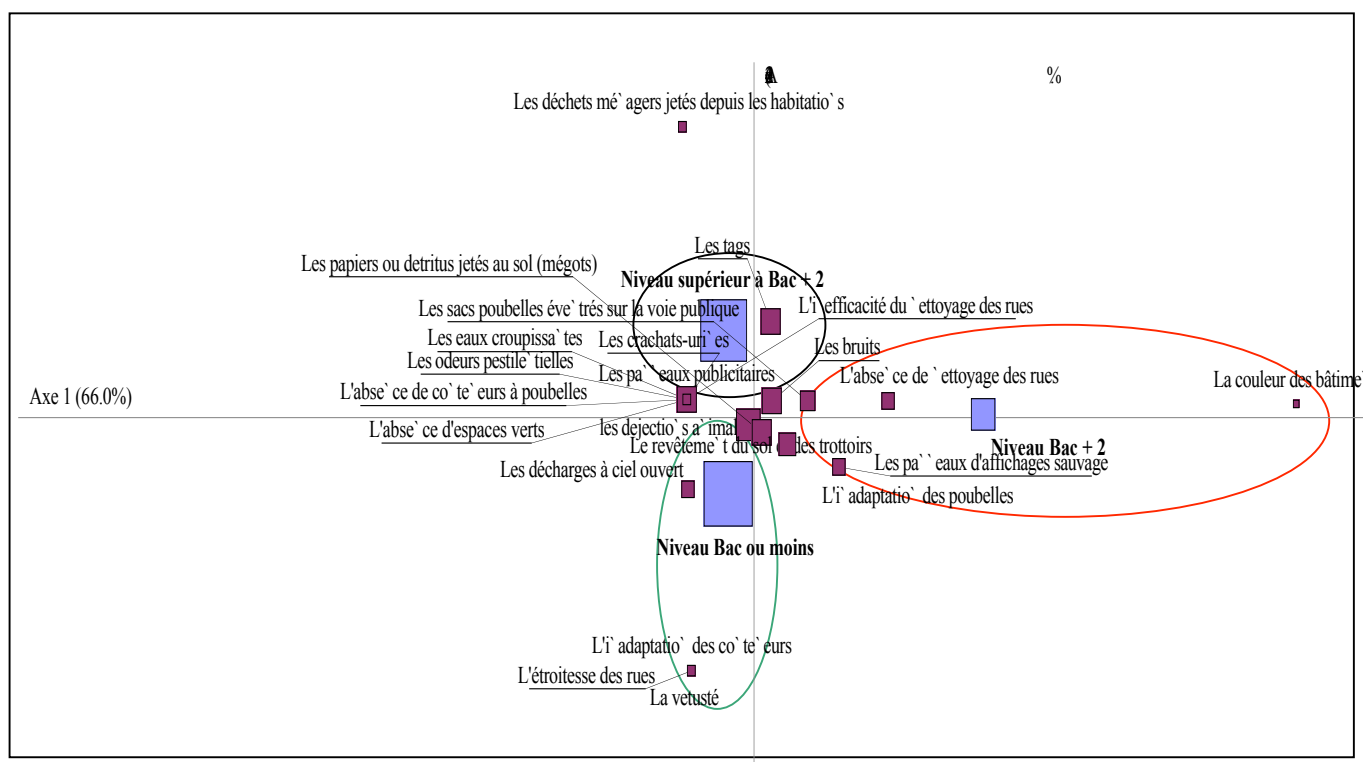 %
Les déchets mé` agers jetés depuis les habitatio` s
Les tags
Les papiers ou detritus jetés au sol (mégots)
Niveau supérieur à Bac + 2
Les sacs poubelles éve` trés sur la voie publique
L'i` efficacité du ` ettoyage des rues
Les eaux croupissa` tes
Les crachats-uri` es
Les bruits
Les odeurs pestile` tielles
Les pa` ` eaux publicitaires
L'abse` ce de ` ettoyage des rues
La couleur des bâtime`
L'abse` ce de co` te` eurs à poubelles
Axe 1 (66.0%)
L'abse` ce d'espaces verts
les dejectio` s a` imal
Le revêteme` t du sol des trottoirs
Niveau Bac + 2
Les décharges à ciel ouvert
Les pa` ` eaux d'affichages sauvage
L'i` adaptatio` des poubelles
Niveau Bac ou moins
L'i` adaptatio` des co` te` eurs
L'étroitesse des rues
La vetusté